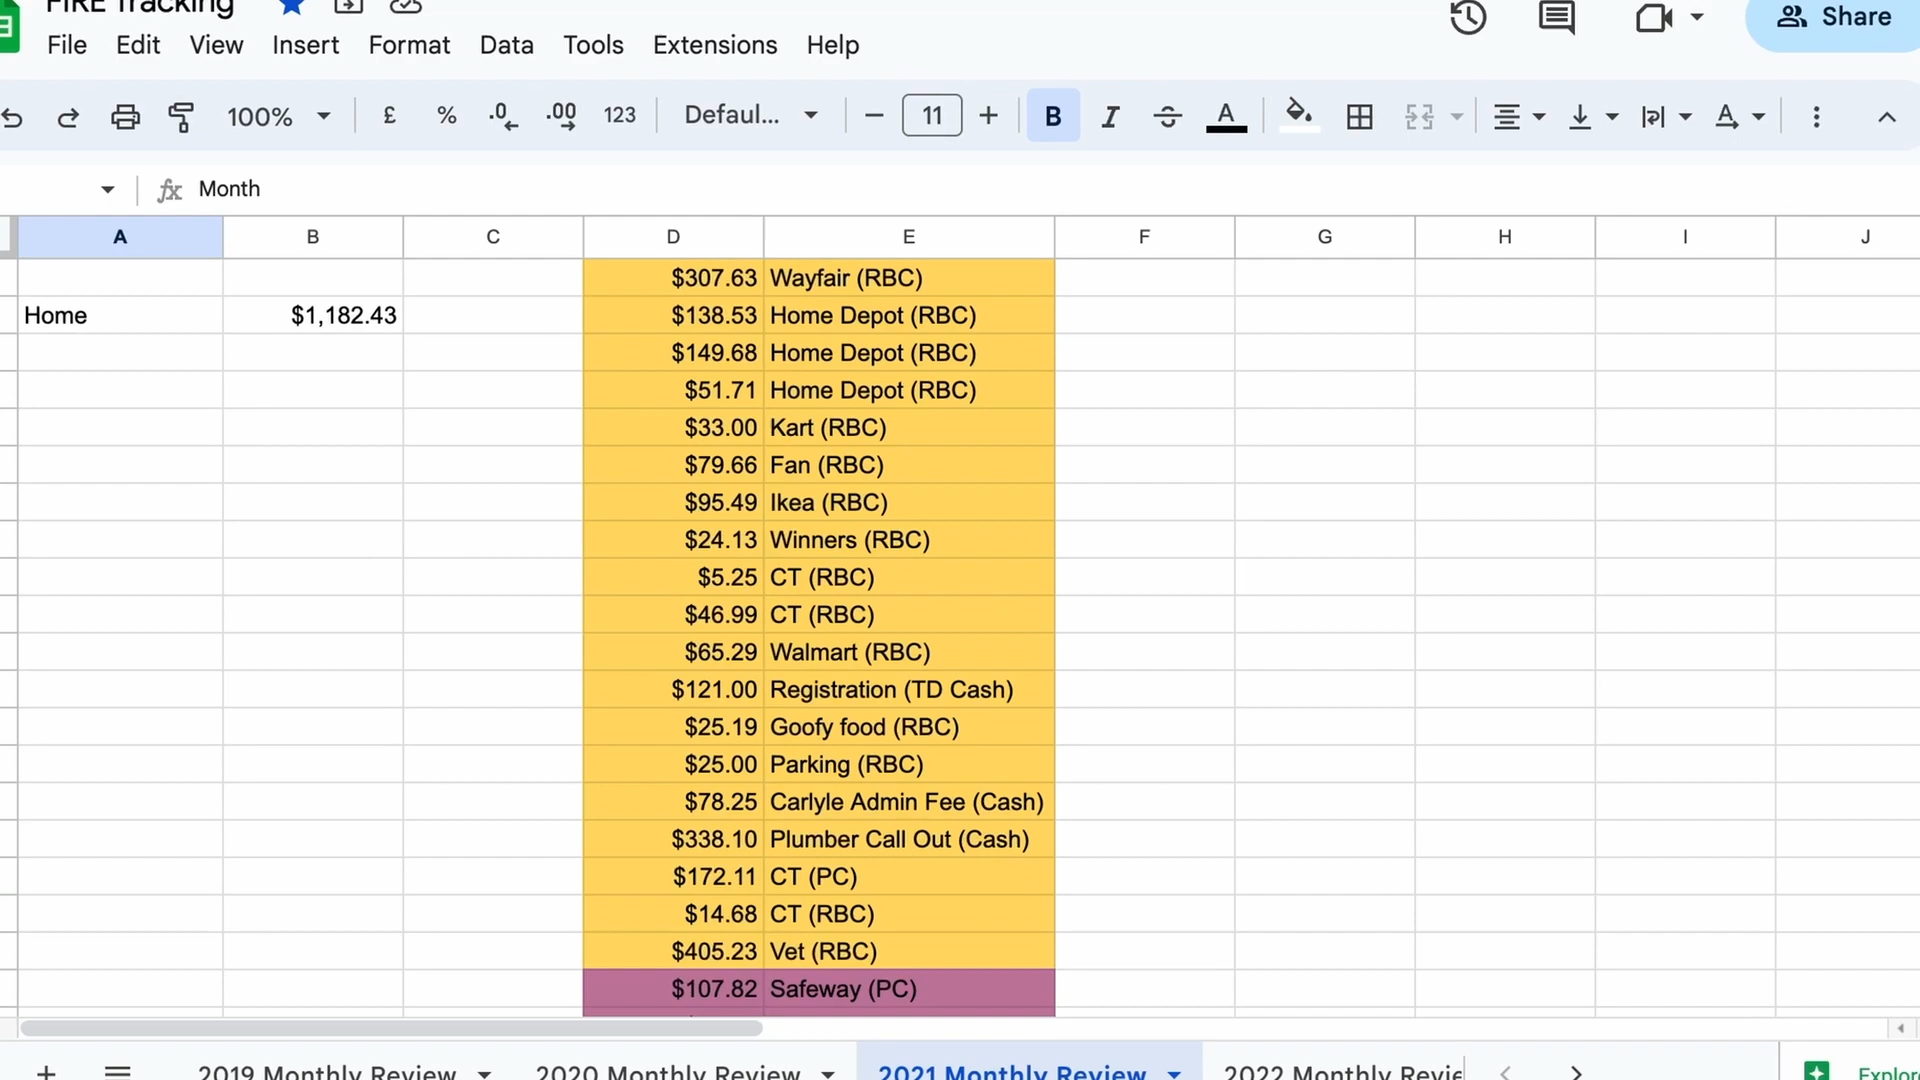 FIRE Tracking
Share
File Edit View Insert Format Data Tools Extensions Help
100% £ % .0 .00 123 Defaul... 11 B I A A
fx Month
A B C D E F G H I J
$307.63 Wayfair (RBC)
Home $1,182.43 $138.53 Home Depot (RBC)
$149.68 Home Depot (RBC)
$51.71 Home Depot (RBC)
$33.00 Kart (RBC)
$79.66 Fan (RBC)
$95.49 Ikea (RBC)
$24.13 Winners (RBC)
$5.25 CT (RBC)
$46.99 CT (RBC)
$65.29 Walmart (RBC)
$121.00 Registration (TD Cash)
$25.19 Goofy food (RBC)
$25.00 Parking (RBC)
$78.25 Carlyle Admin Fee (Cash)
$338.10 Plumber Call Out (Cash)
$172.11 CT (PC)
$14.68 CT (RBC)
$405.23 Vet (RBC)
$107.82 Safeway (PC)
2019 Monthly Review 2020 Monthly Review 2021 Monthly Review 2022 Monthly Revie Explor